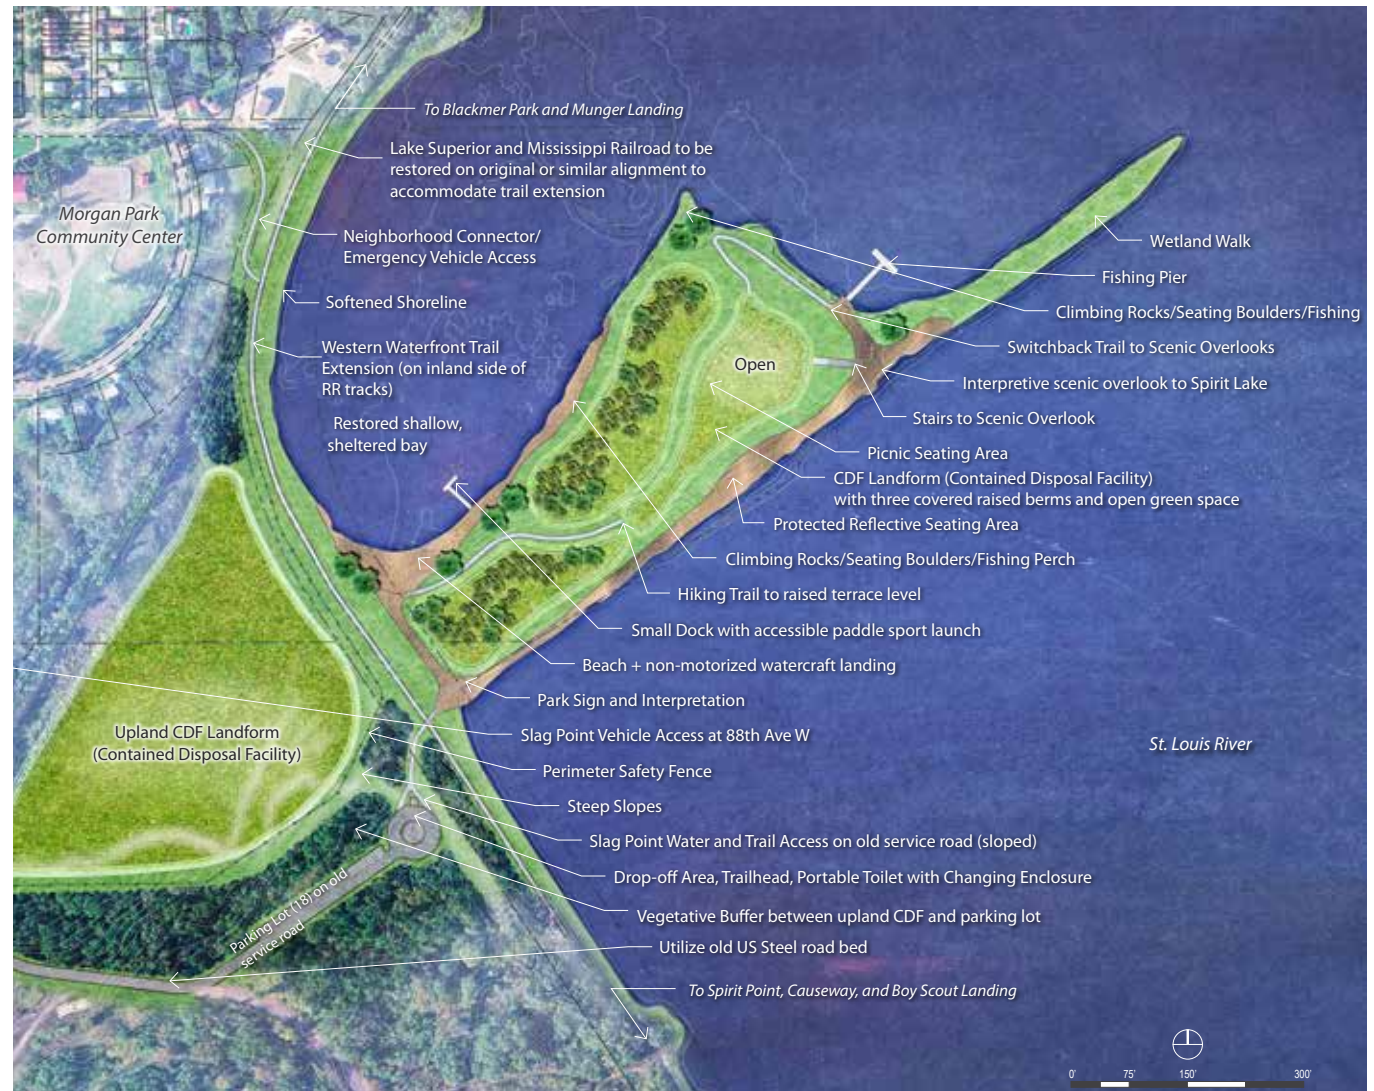 To Blackmer Park and Munger Landing
Lake Superior and Mississippi Railroad to be
restored on original or similar alignment to
accommodate trail extension
Morgan Park
Community Center
Neighborhood Connector/
Emergency Vehicle Access
Wetland Walk
Fishing Pier
Softened Shoreline
Climbing Rocks/Seating Boulders/Fishing
Western Waterfront Trail
Extension (on inland side of
RR tracks)
Switchback Trail to Scenic Overlooks
Open
Interpretive scenic overlook to Spirit Lake
Restored shallow,
sheltered bay
Stairs to Scenic Overlook
Picnic Seating Area
CDF Landform (Contained Disposal Facility)
with three covered raised berms and open green space
Protected Reflective Seating Area
Climbing Rocks/Seating Boulders/Fishing Perch
Hiking Trail to raised terrace level
Small Dock with accessible paddle sport launch
Beach + non-motorized watercraft landing
Park Sign and Interpretation
Upland CDF Landform
(Contained Disposal Facility)
Slag Point Vehicle Access at 88th Ave W
St. Louis River
Perimeter Safety Fence
Steep Slopes
Slag Point Water and Trail Access on old service road (sloped)
Drop-off Area, Trailhead, Portable Toilet with Changing Enclosure
Parking Lot (18) on old
service road
Vegetative Buffer between upland CDF and parking lot
Utilize old US Steel road bed
To Spirit Point, Causeway, and Boy Scout Landing
0' 75' 150' 300'